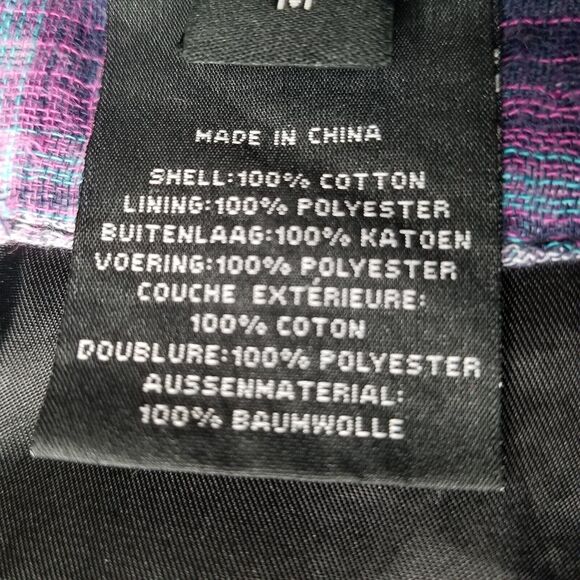 M
MADE IN CHINA
SHELL:100% COTTON
LINING:100% POLYESTER
BUITENLAAG:100% KATOEN
VOERING:100% POLYESTER
COUCHE EXTÉRIEURE:
100% COTON
DOUBLURE:100% POLYESTER
AUSSENMATERIAL:
100% BAUMWOLLE